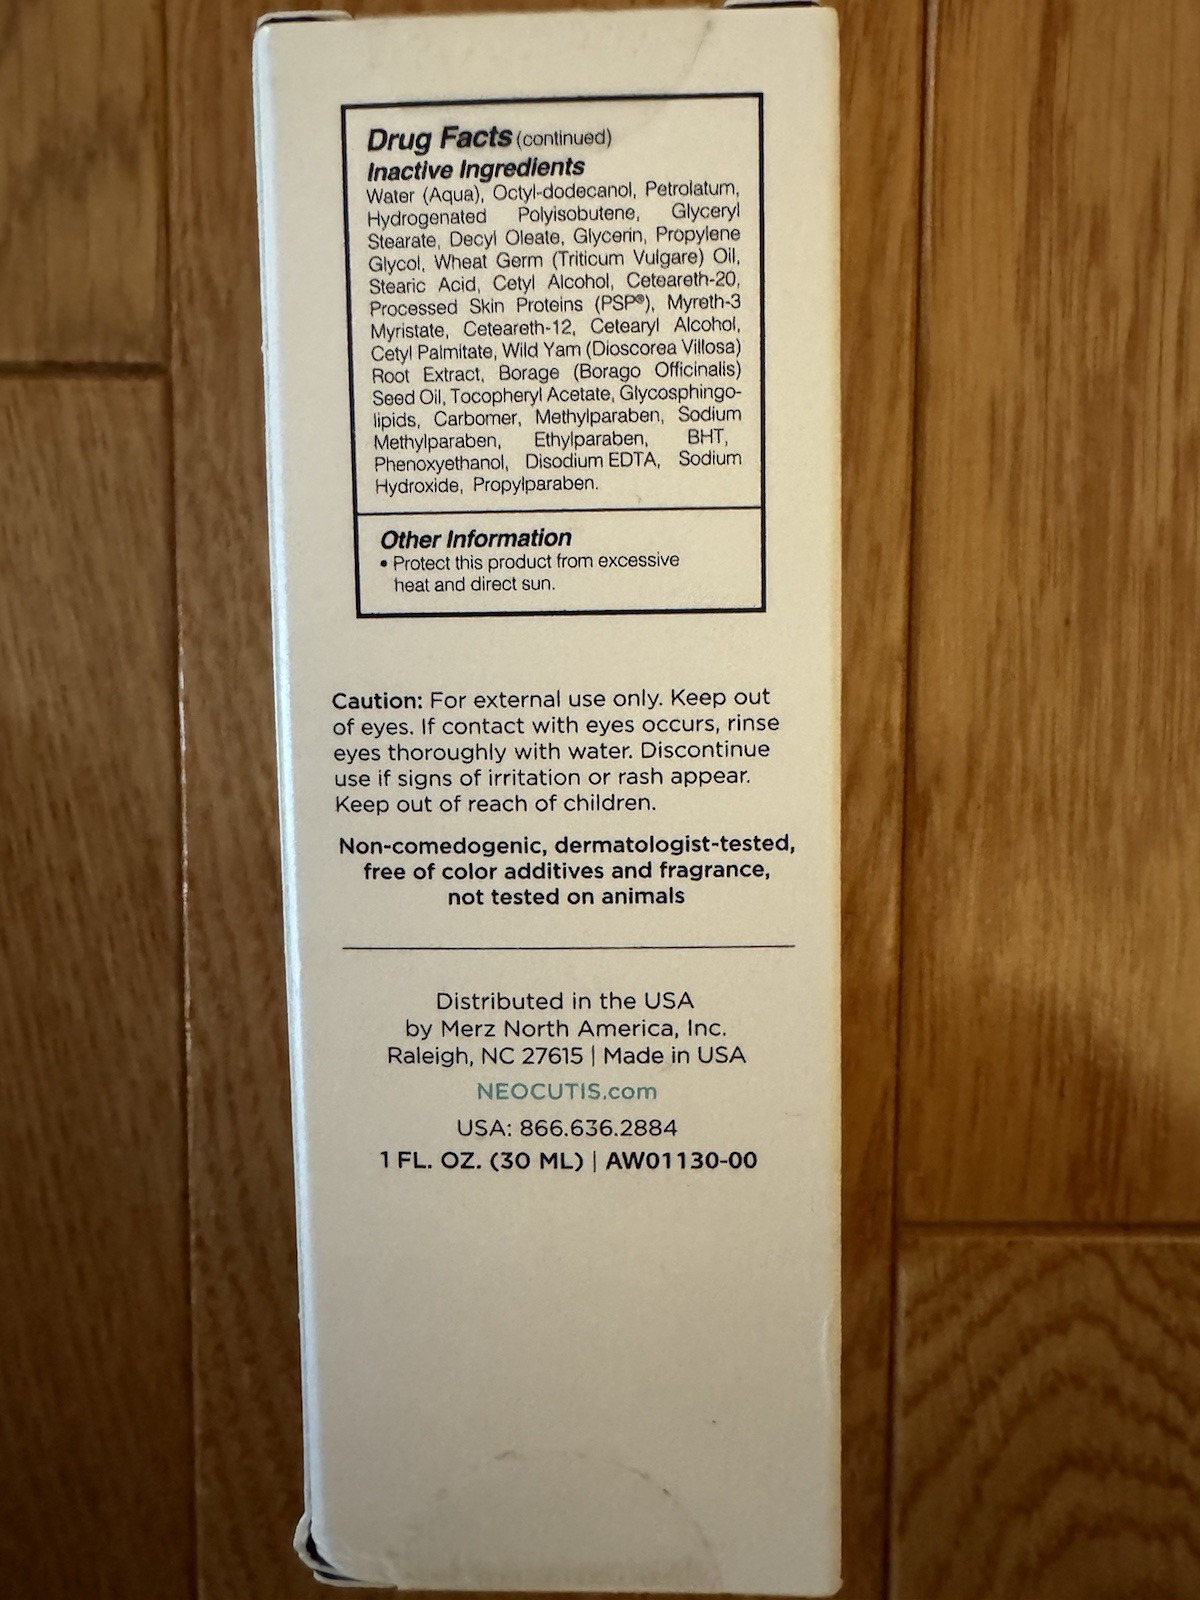 Drug Facts (continued)
Inactive Ingredients
Water (Aqua), Octyl-dodecanol, Petrolatum,
Hydrogenated Polyisobutene, Glyceryl
Stearate, Decyl Oleate, Glycerin, Propylene
Glycol, Wheat Germ (Triticum Vulgare) Oil,
Stearic Acid, Cetyl Alcohol, Ceteareth-20,
Processed Skin Proteins (PSP®), Myreth-3
Myristate, Ceteareth-12, Cetearyl Alcohol,
Cetyl Palmitate, Wild Yam (Dioscorea Villosa)
Root Extract, Borage (Borago Officinalis)
Seed Oil, Tocopheryl Acetate, Glycosphingo-
lipids, Carbomer, Methylparaben, Sodium
Methylparaben, Ethylparaben, BHT,
Phenoxyethanol, Disodium EDTA, Sodium
Hydroxide, Propylparaben.
Other Information
• Protect this product from excessive
heat and direct sun.
Caution: For external use only. Keep out
of eyes. If contact with eyes occurs, rinse
eyes thoroughly with water. Discontinue
use if signs of irritation or rash appear.
Keep out of reach of children.
Non-comedogenic, dermatologist-tested,
free of color additives and fragrance,
not tested on animals
Distributed in the USA
by Merz North America, Inc.
Raleigh, NC 27615 | Made in USA
NEOCUTIS.com
USA: 866.636.2884
1 FL. OZ. (30 ML) | AW01130-00